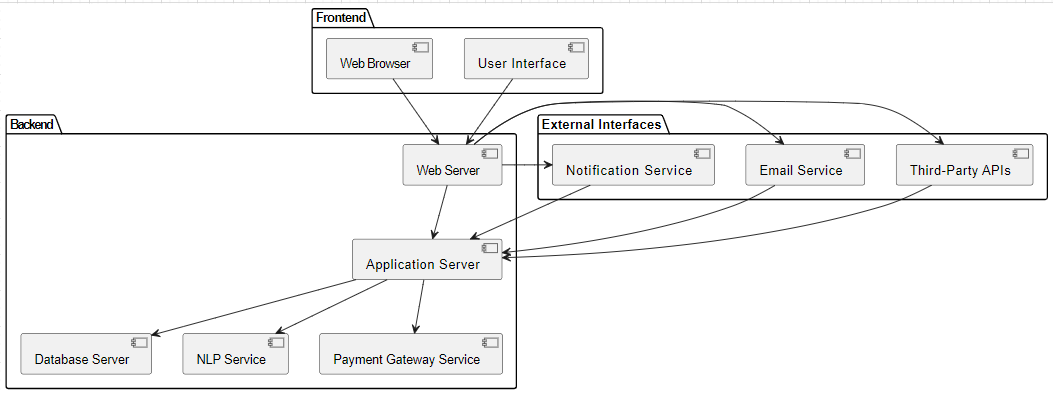 Frontend
Web Browser
User Interface
Backend
External Interfaces
Web Server
Notification Service
Email Service
Third-Party APIs
Application Server
Database Server
NLP Service
Payment Gateway Service